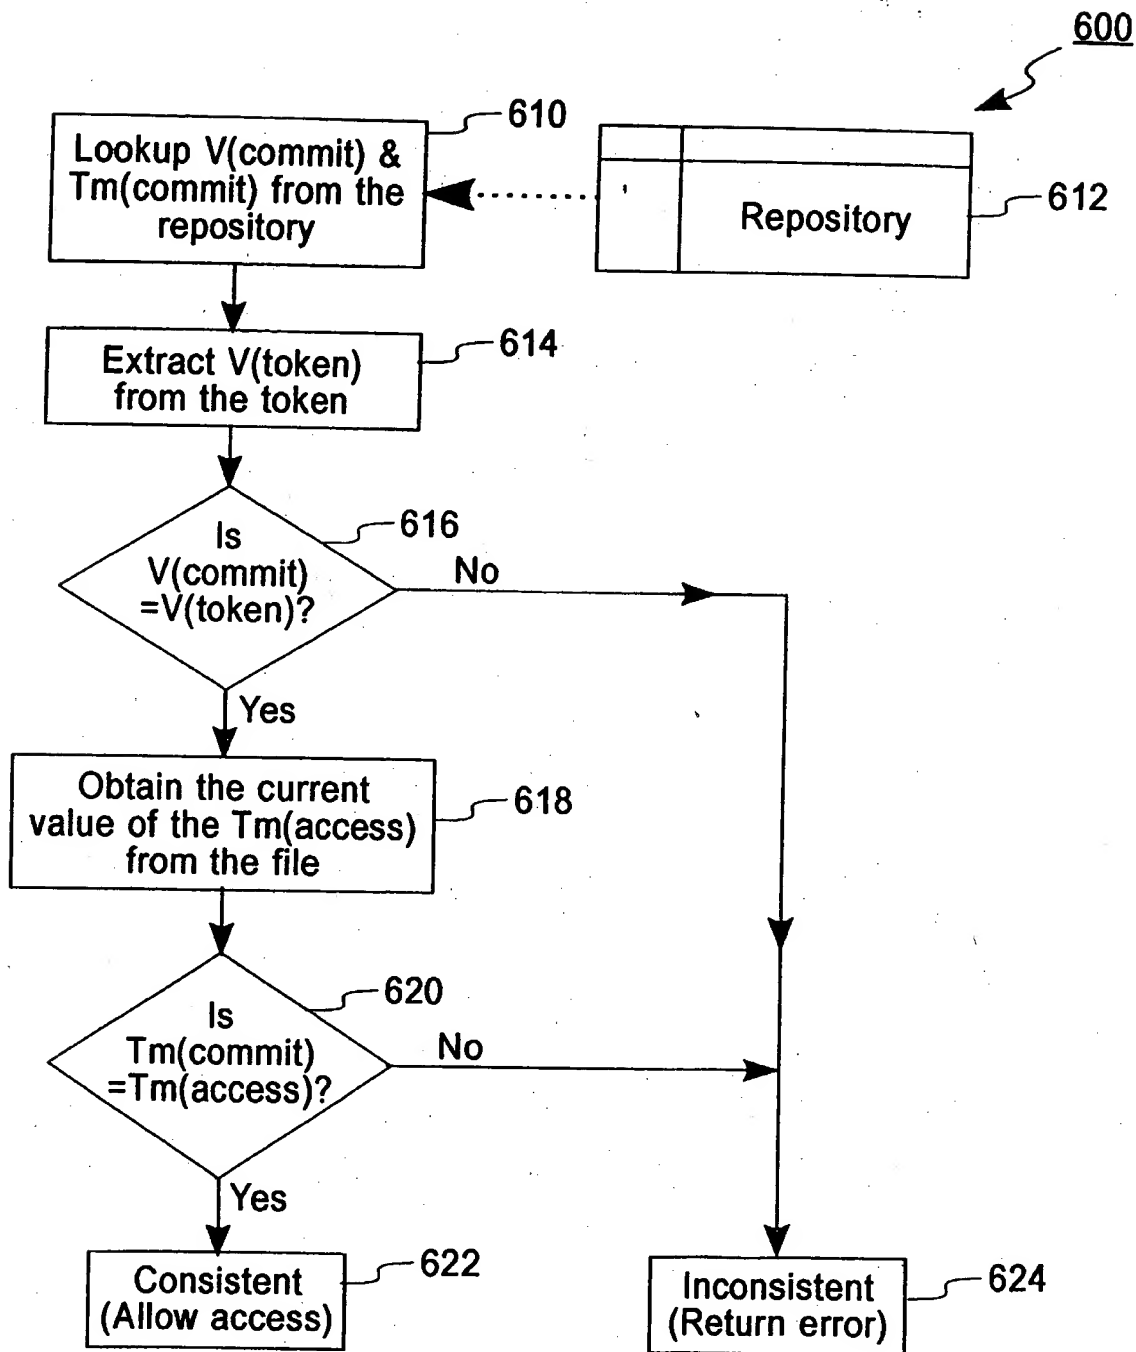 600
610
Lookup V(commit) &
Tm(commit) from the
repository
Repository
612
614
Extract V(token)
from the token
616
Is
V(commit)
=V(token)?
No
Yes
Obtain the current
value of the Tm(access)
from the file
618
620
Is
Tm(commit)
=Tm(access)?
No
Yes
Consistent
(Allow access)
622
Inconsistent
(Return error)
624